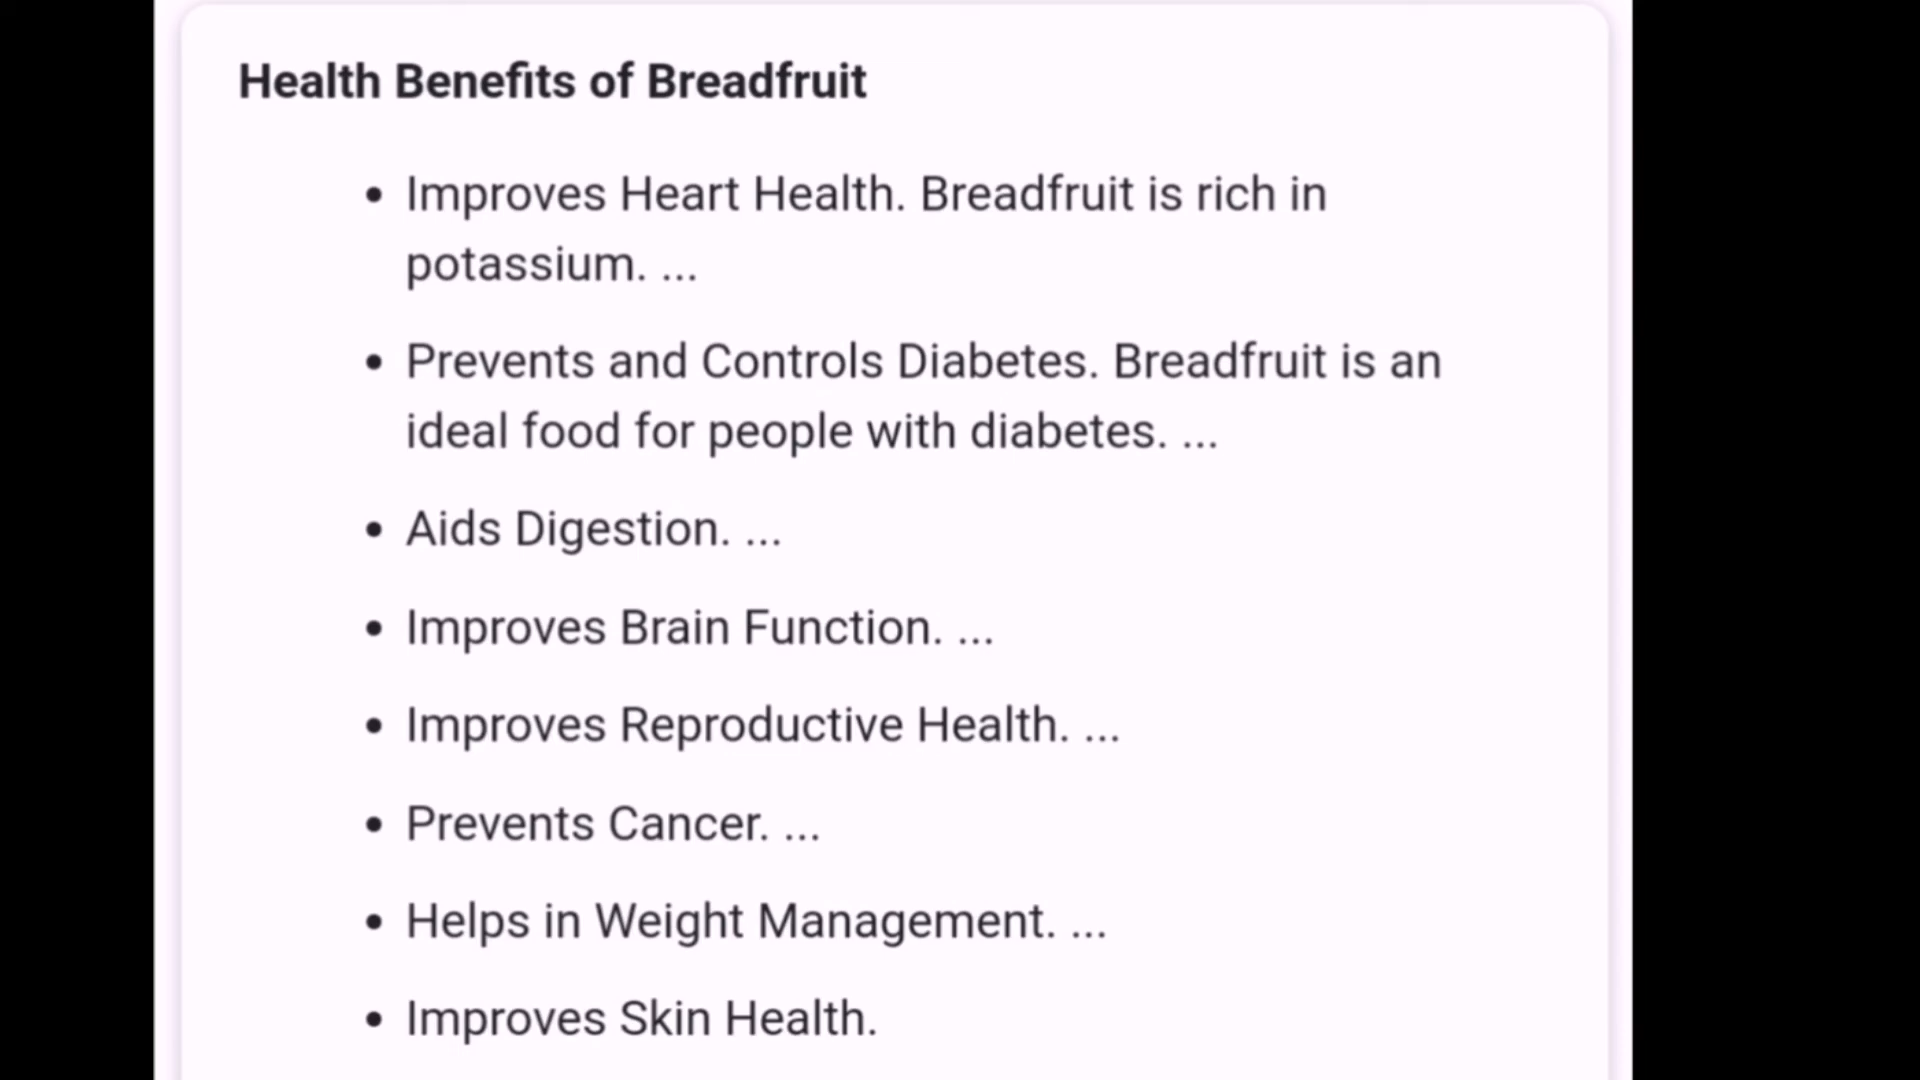 Health Benefits of Breadfruit
• Improves Heart Health. Breadfruit is rich in
potassium. ...
• Prevents and Controls Diabetes. Breadfruit is an
ideal food for people with diabetes. ...
• Aids Digestion. ...
• Improves Brain Function. ...
• Improves Reproductive Health. ...
• Prevents Cancer. ...
• Helps in Weight Management. ...
• Improves Skin Health.